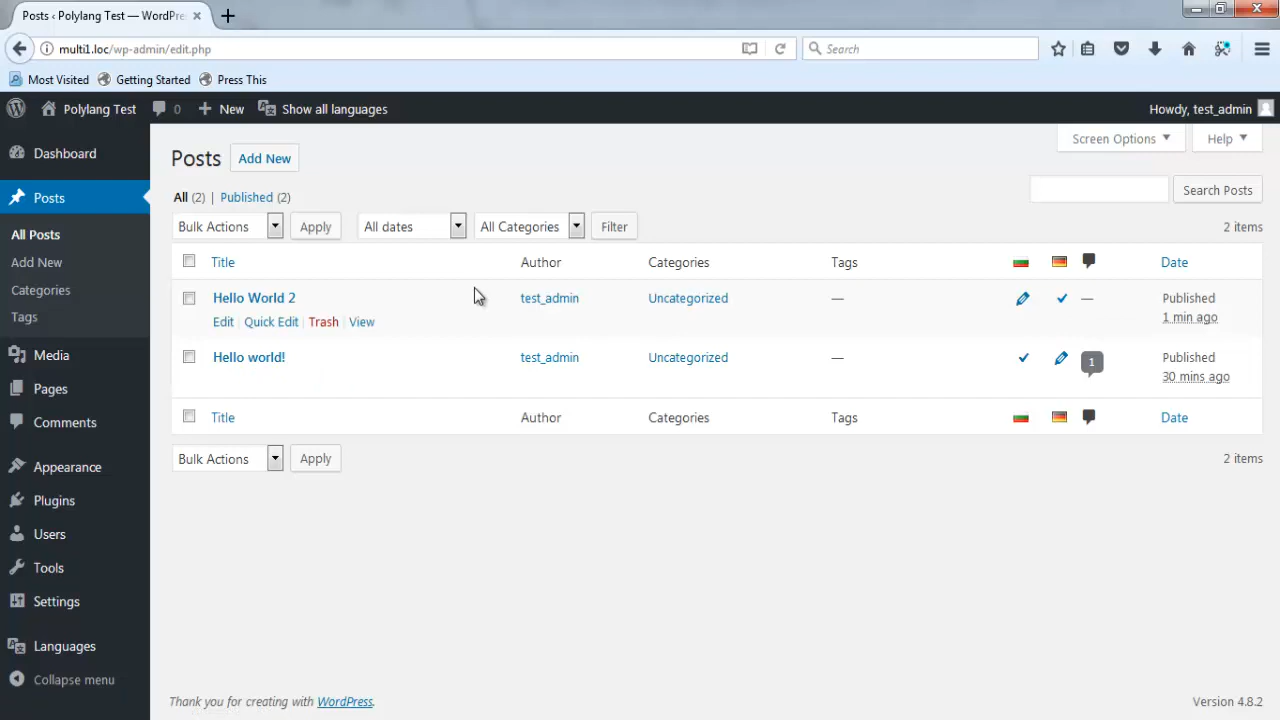 Posts ‹ Polylang Test — WordPre
multi1.loc/wp-admin/edit.php
Search
Most Visited Getting Started Press This
Polylang Test 0 New Show all languages Howdy, test_admin
Screen Options Help
Dashboard
Posts
All Posts
Add New
Categories
Tags
Media
Pages
Comments
Appearance
Plugins
Users
Tools
Settings
Languages
Collapse menu
Posts Add New
All (2) | Published (2)
Search Posts
Bulk Actions Apply All dates All Categories Filter 2 items
Title Author Categories Tags Date
Hello World 2 test_admin Uncategorized — — Published
Edit | Quick Edit | Trash | View 1 min ago
Hello world! test_admin Uncategorized — 1 Published
30 mins ago
Title Author Categories Tags Date
Bulk Actions Apply 2 items
Thank you for creating with WordPress. Version 4.8.2